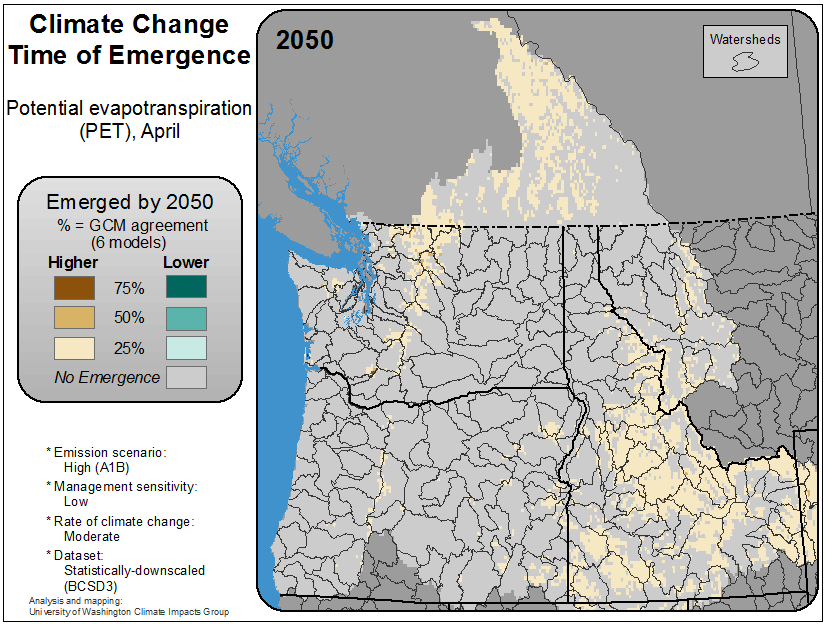 Climate Change
Time of Emergence
Potential evapotranspiration
(PET), April
Emerged by 2050
% = GCM agreement
(6 models)
Higher Lower
75%
50%
25%
No Emergence
* Emission scenario:
High (A1B)
* Management sensitivity:
Low
* Rate of climate change:
Moderate
* Dataset:
Statistically-downscaled
(BCSD3)
Analysis and mapping:
University of Washington Climate Impacts Group
2050
Watersheds